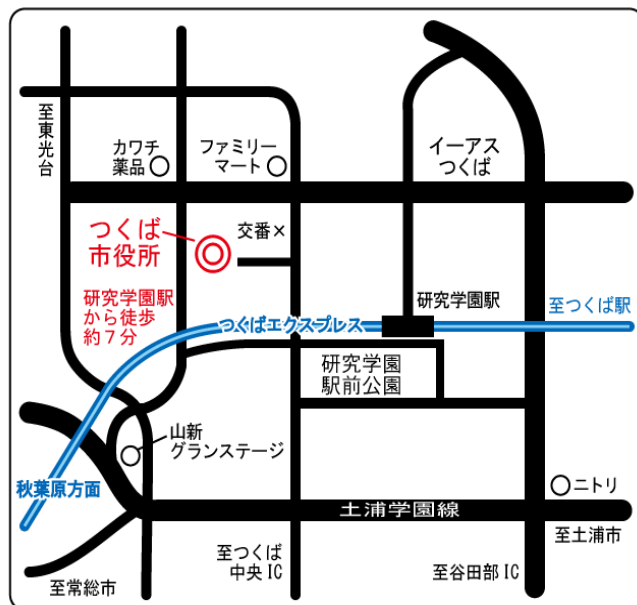 至東光台
カワチ
薬品
ファミリー
マート
イーアス
つくば
つくば
市役所
交番×
研究学園駅
から徒歩
約7分
つくばエクスプレス
研究学園駅
至つくば駅
研究学園
駅前公園
山新
グランステージ
秋葉原方面
ニトリ
土浦学園線
至土浦市
至つくば
中央IC
至谷田部IC
至常総市